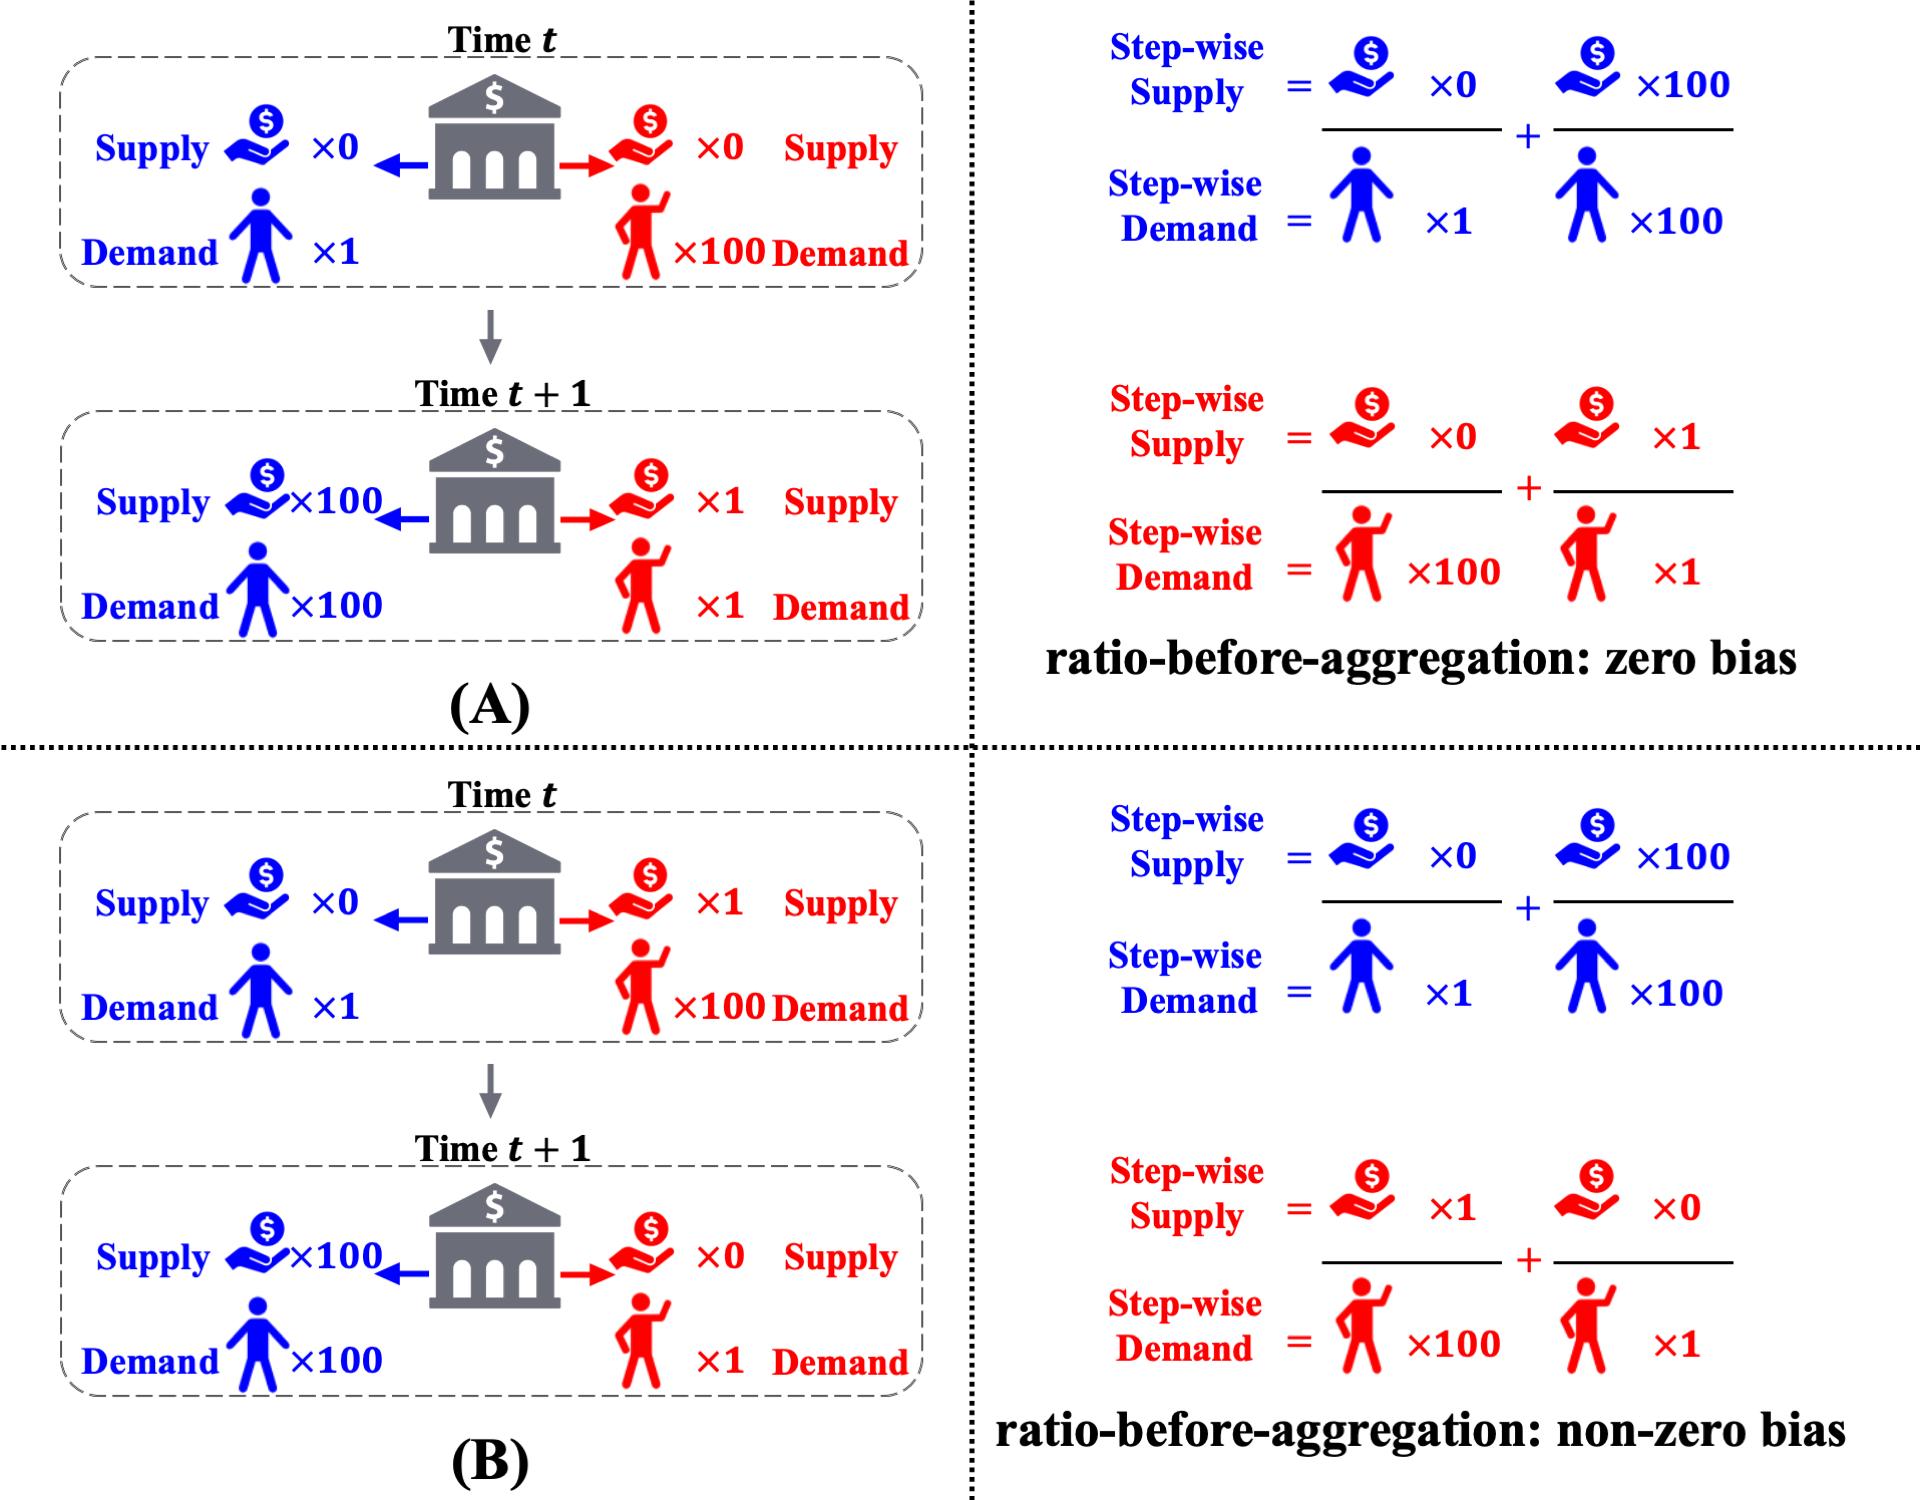 Time t
$
$
$
Supply ×0
×0 Supply
Demand ×1
×100 Demand
Time t + 1
$
$
$
Supply ×100
×1 Supply
Demand ×100
×1 Demand
(A)
$
$
Step-wise
Supply = ×0 ×100
+
Step-wise
Demand = ×1 ×100
$
$
Step-wise
Supply = ×0 ×1
+
Step-wise
Demand = ×100 ×1
ratio-before-aggregation: zero bias
Time t
$
$
$
Supply ×0
×1 Supply
Demand ×1
×100 Demand
Time t + 1
$
$
$
Supply ×100
×0 Supply
Demand ×100
×1 Demand
(B)
$
$
Step-wise
Supply = ×0 ×100
+
Step-wise
Demand = ×1 ×100
$
$
Step-wise
Supply = ×1 ×0
+
Step-wise
Demand = ×100 ×1
ratio-before-aggregation: non-zero bias